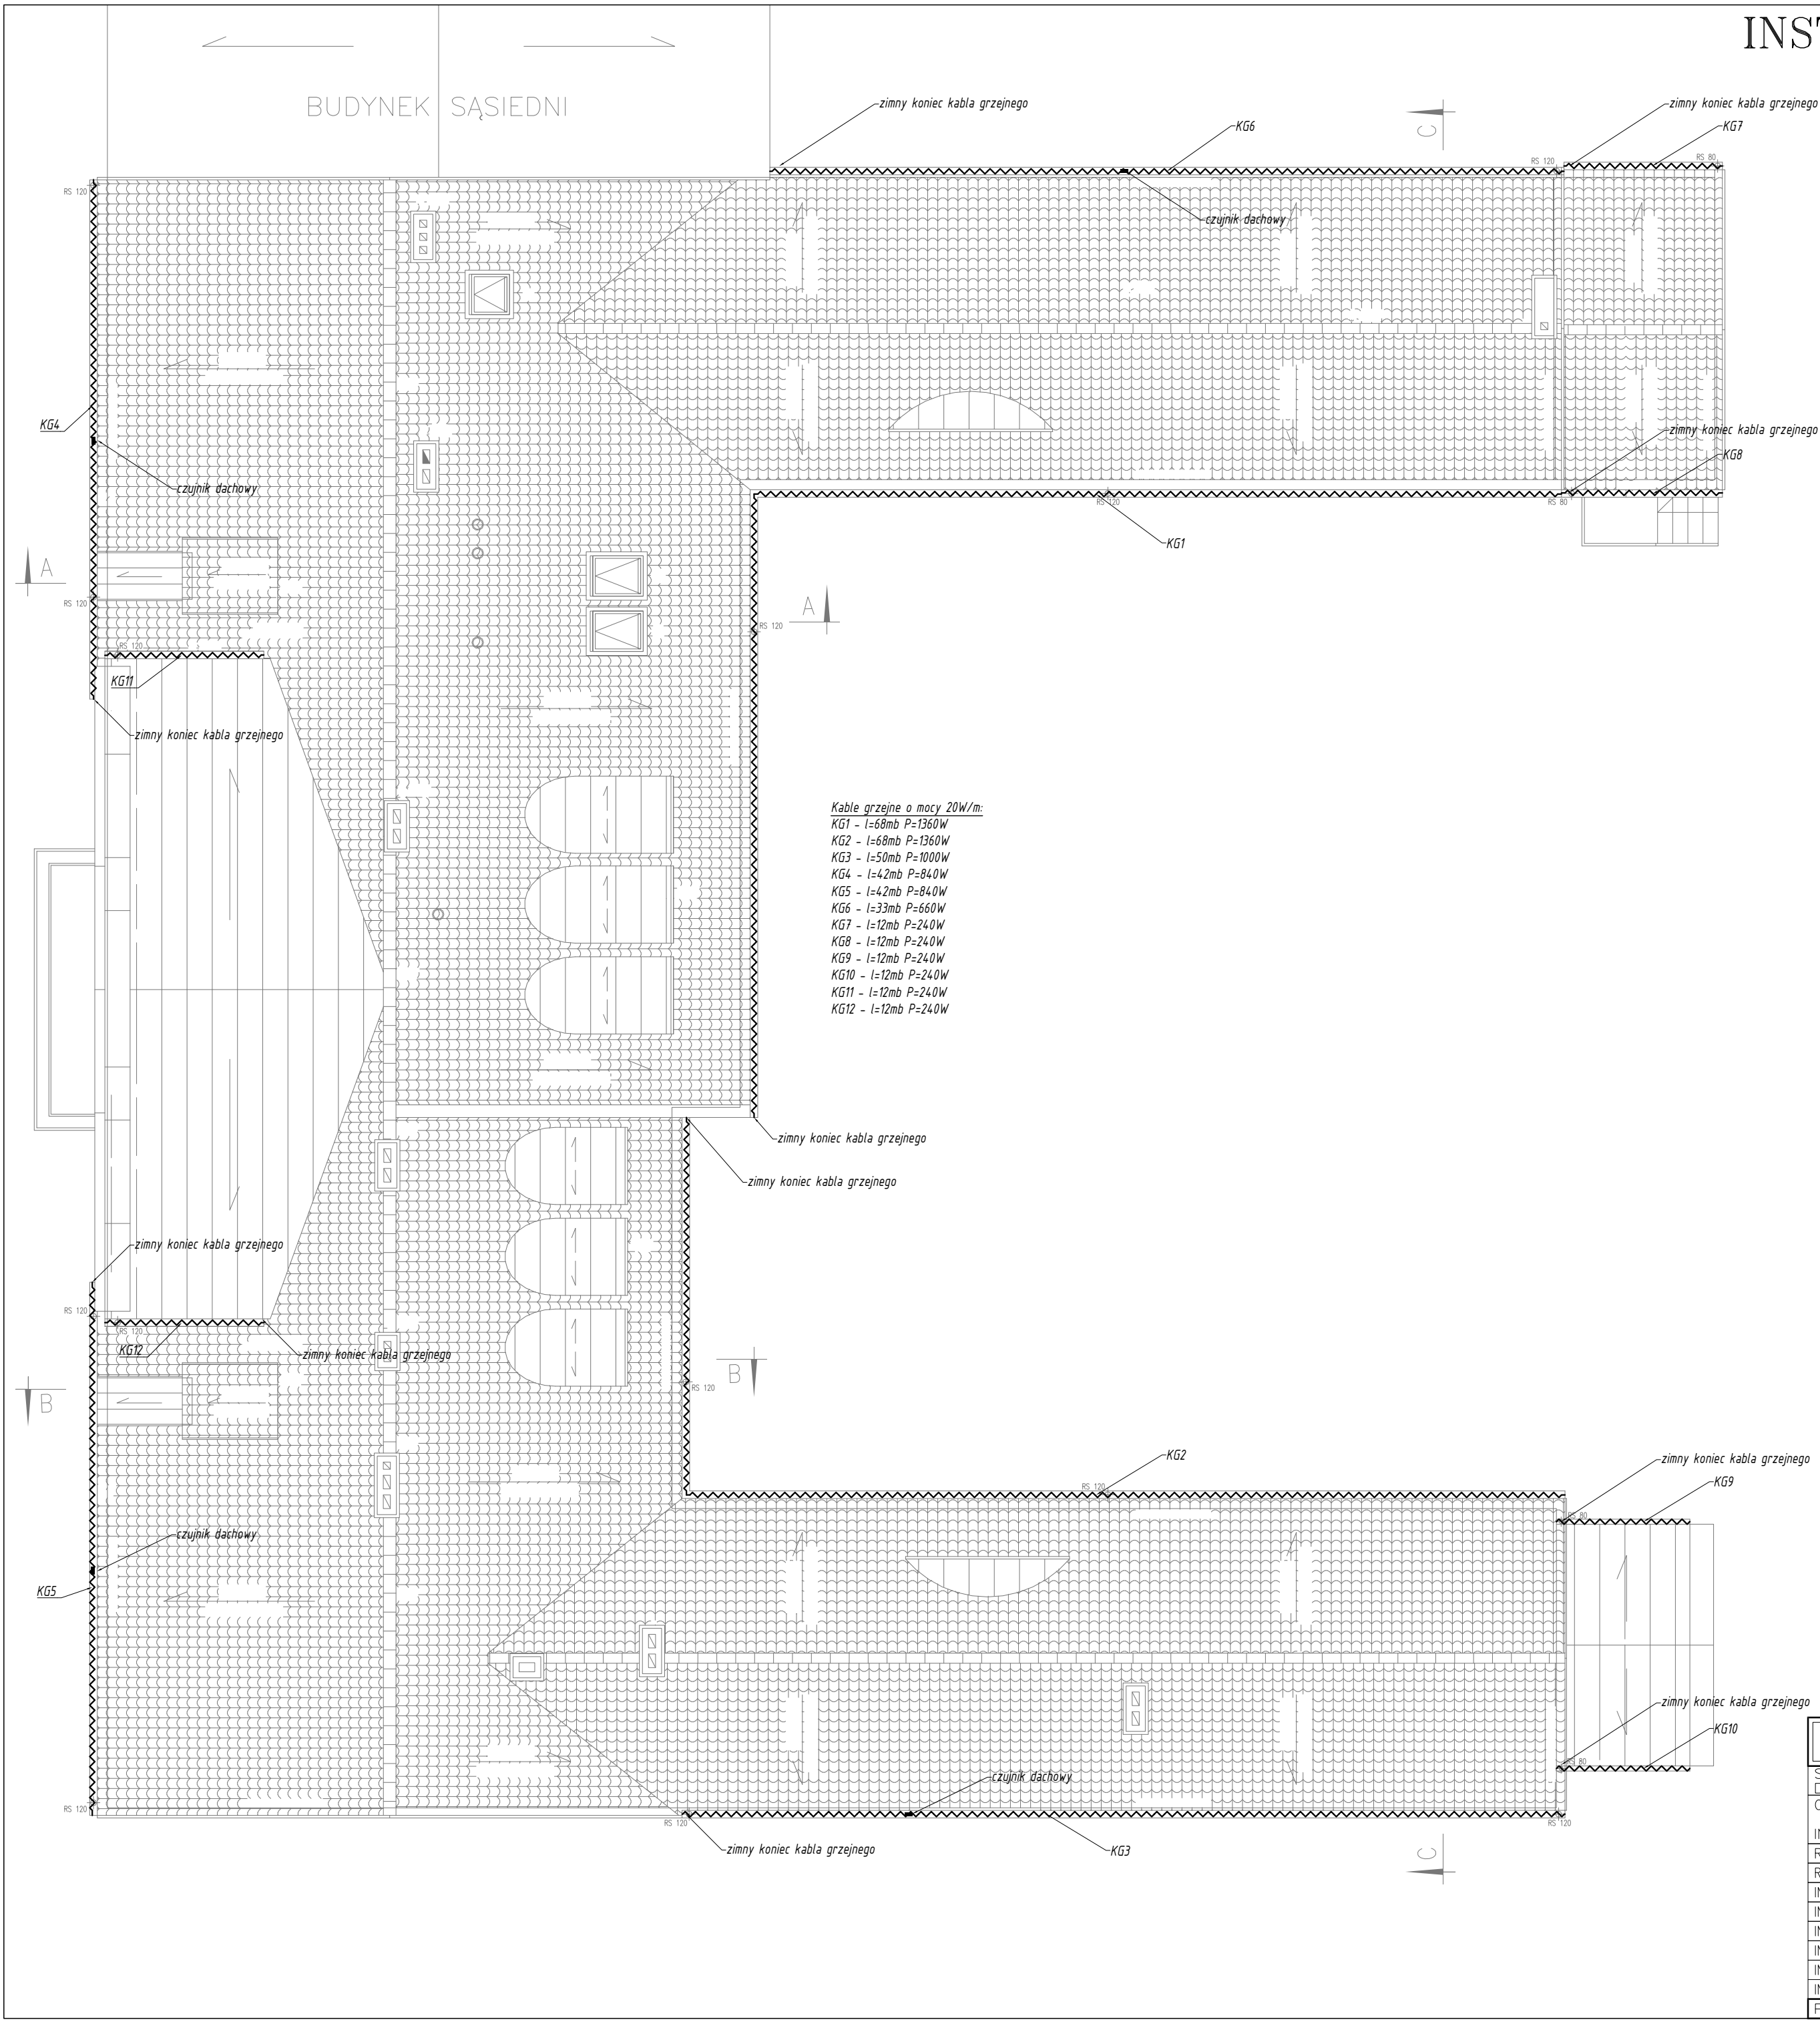 INST
BUDYNEK SĄSIEDNI
zimny koniec kabla grzejnego
KG6
C
zimny koniec kabla grzejnego
KG7
RS 120
RS 80
RS 120
czujnik dachowy
KG4
czujnik dachowy
zimny koniec kabla grzejnego
KG8
RS 120
RS 80
KG1
A
A
RS 120
RS 120
RS 120
KG11
zimny koniec kabla grzejnego
Kable grzejne o mocy 20W/m:
KG1 - l=68mb P=1360W
KG2 - l=68mb P=1360W
KG3 - l=50mb P=1000W
KG4 - l=42mb P=840W
KG5 - l=42mb P=840W
KG6 - l=33mb P=660W
KG7 - l=12mb P=240W
KG8 - l=12mb P=240W
KG9 - l=12mb P=240W
KG10 - l=12mb P=240W
KG11 - l=12mb P=240W
KG12 - l=12mb P=240W
zimny koniec kabla grzejnego
zimny koniec kabla grzejnego
zimny koniec kabla grzejnego
RS 120
RS 120
KG12
zimny koniec kabla grzejnego
B
B
RS 120
KG2
RS 120
zimny koniec kabla grzejnego
KG9
RS 80
czujnik dachowy
KG5
zimny koniec kabla grzejnego
KG10
RS 80
czujnik dachowy
RS 120
RS 120
RS 120
zimny koniec kabla grzejnego
KG3
C